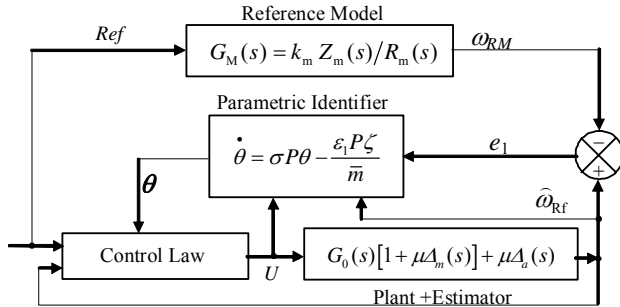 Reference Model
Ref
G_M(s) = k_m Z_m(s)/R_m(s)
ω_RM
Parametric Identifier
θ̇ = σPθ − ε₁Pζ / m̄
e₁
−
+
θ
ω̂_Rf
Control Law
U
G₀(s)[1 + μΔ_m(s)] + μΔ_a(s)
Plant +Estimator